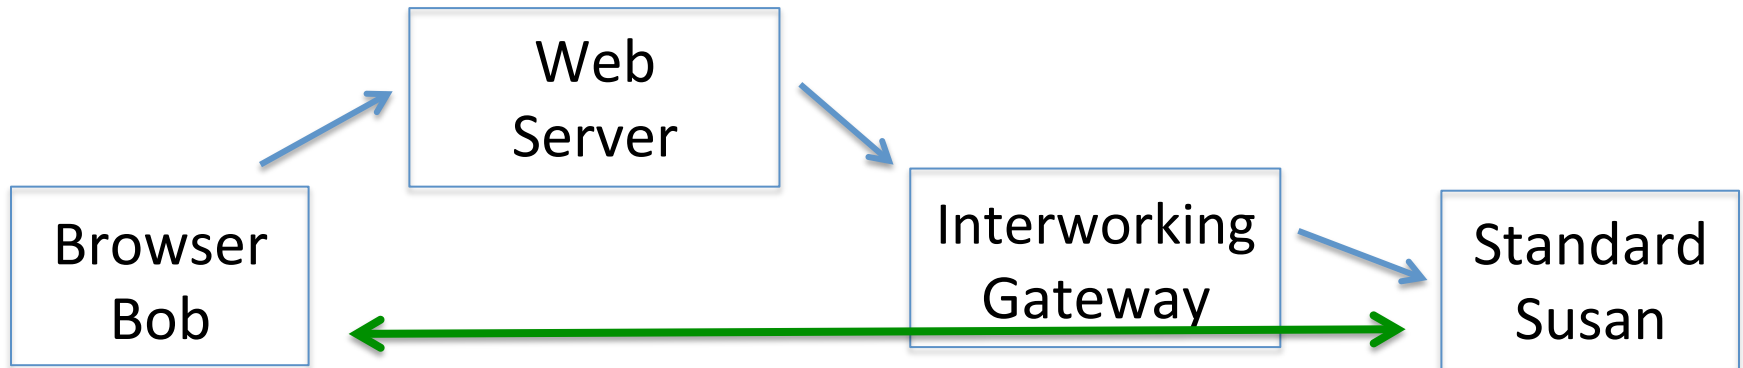 Web
Server
Browser
Bob
Interworking
Gateway
Standard
Susan